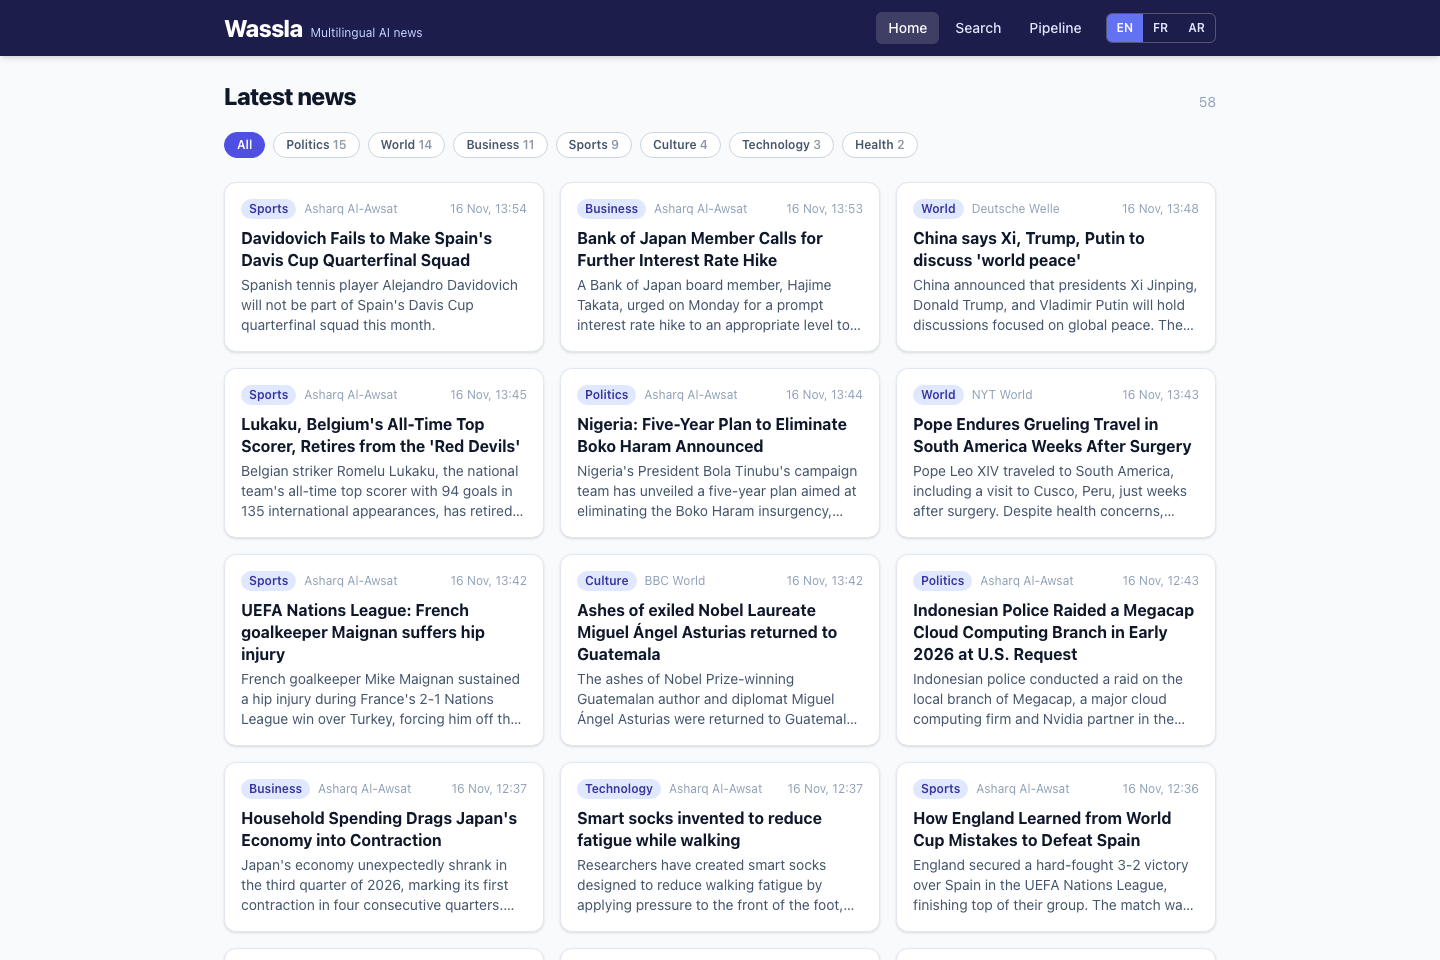 Wassla Multilingual AI news
Home Search Pipeline EN FR AR
Latest news
58
All Politics 15 World 14 Business 11 Sports 9 Culture 4 Technology 3 Health 2
Sports Asharq Al-Awsat 16 Nov, 13:54
Davidovich Fails to Make Spain's
Davis Cup Quarterfinal Squad
Spanish tennis player Alejandro Davidovich
will not be part of Spain's Davis Cup
quarterfinal squad this month.
Business Asharq Al-Awsat 16 Nov, 13:53
Bank of Japan Member Calls for
Further Interest Rate Hike
A Bank of Japan board member, Hajime
Takata, urged on Monday for a prompt
interest rate hike to an appropriate level to...
World Deutsche Welle 16 Nov, 13:48
China says Xi, Trump, Putin to
discuss 'world peace'
China announced that presidents Xi Jinping,
Donald Trump, and Vladimir Putin will hold
discussions focused on global peace. The...
Sports Asharq Al-Awsat 16 Nov, 13:45
Lukaku, Belgium's All-Time Top
Scorer, Retires from the 'Red Devils'
Belgian striker Romelu Lukaku, the national
team's all-time top scorer with 94 goals in
135 international appearances, has retired...
Politics Asharq Al-Awsat 16 Nov, 13:44
Nigeria: Five-Year Plan to Eliminate
Boko Haram Announced
Nigeria's President Bola Tinubu's campaign
team has unveiled a five-year plan aimed at
eliminating the Boko Haram insurgency,...
World NYT World 16 Nov, 13:43
Pope Endures Grueling Travel in
South America Weeks After Surgery
Pope Leo XIV traveled to South America,
including a visit to Cusco, Peru, just weeks
after surgery. Despite health concerns,...
Sports Asharq Al-Awsat 16 Nov, 13:42
UEFA Nations League: French
goalkeeper Maignan suffers hip
injury
French goalkeeper Mike Maignan sustained
a hip injury during France's 2-1 Nations
League win over Turkey, forcing him off th...
Culture BBC World 16 Nov, 13:42
Ashes of exiled Nobel Laureate
Miguel Ángel Asturias returned to
Guatemala
The ashes of Nobel Prize-winning
Guatemalan author and diplomat Miguel
Ángel Asturias were returned to Guatemal...
Politics Asharq Al-Awsat 16 Nov, 12:43
Indonesian Police Raided a Megacap
Cloud Computing Branch in Early
2026 at U.S. Request
Indonesian police conducted a raid on the
local branch of Megacap, a major cloud
computing firm and Nvidia partner in the...
Business Asharq Al-Awsat 16 Nov, 12:37
Household Spending Drags Japan's
Economy into Contraction
Japan's economy unexpectedly shrank in
the third quarter of 2026, marking its first
contraction in four consecutive quarters....
Technology Asharq Al-Awsat 16 Nov, 12:37
Smart socks invented to reduce
fatigue while walking
Researchers have created smart socks
designed to reduce walking fatigue by
applying pressure to the front of the foot,...
Sports Asharq Al-Awsat 16 Nov, 12:36
How England Learned from World
Cup Mistakes to Defeat Spain
England secured a hard-fought 3-2 victory
over Spain in the UEFA Nations League,
finishing top of their group. The match wa...